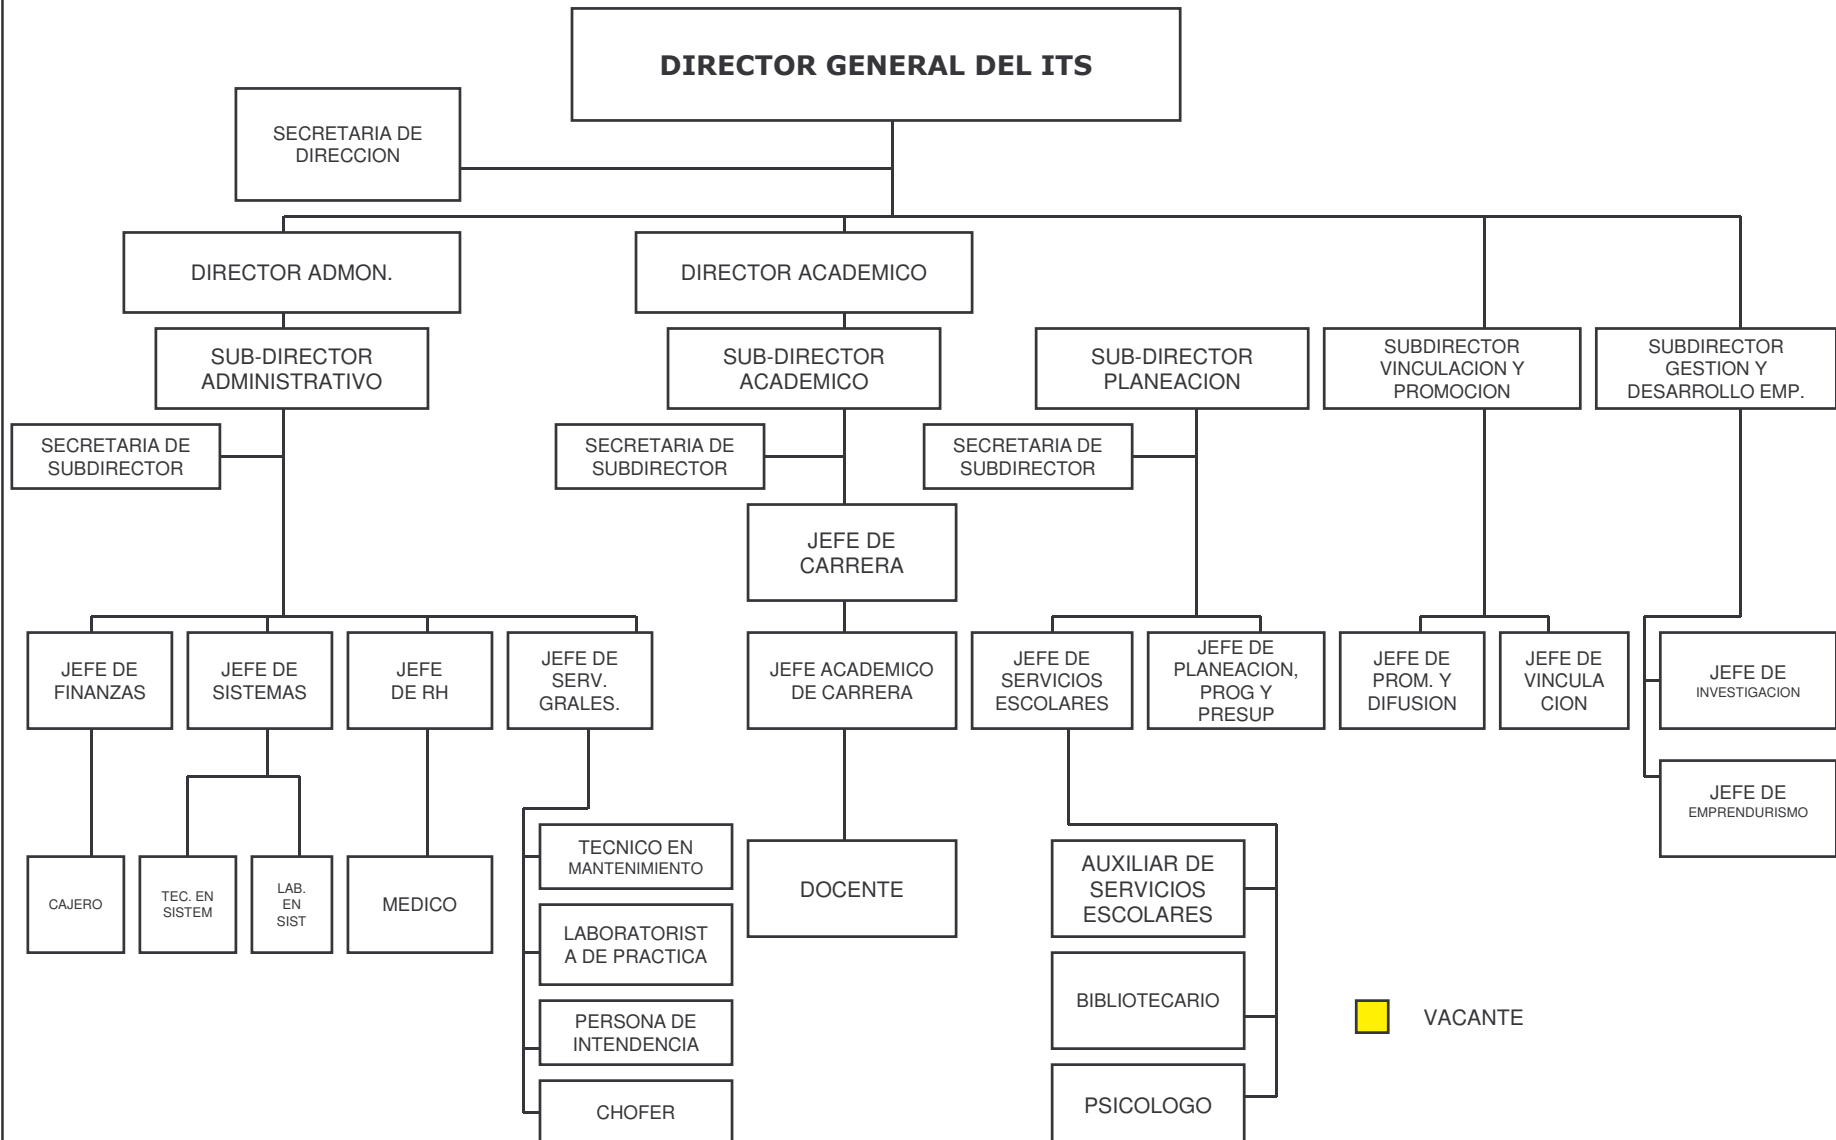 DIRECTOR GENERAL DEL ITS
SECRETARIA DE
DIRECCION
DIRECTOR ADMON.
DIRECTOR ACADEMICO
SUB-DIRECTOR
ADMINISTRATIVO
SUB-DIRECTOR
ACADEMICO
SUB-DIRECTOR
PLANEACION
SUBDIRECTOR
VINCULACION Y
PROMOCION
SUBDIRECTOR
GESTION Y
DESARROLLO EMP.
SECRETARIA DE
SUBDIRECTOR
SECRETARIA DE
SUBDIRECTOR
SECRETARIA DE
SUBDIRECTOR
JEFE DE
CARRERA
JEFE DE
FINANZAS
JEFE DE
SISTEMAS
JEFE
DE RH
JEFE DE
SERV.
GRALES.
JEFE ACADEMICO
DE CARRERA
JEFE DE
SERVICIOS
ESCOLARES
JEFE DE
PLANEACION,
PROG Y
PRESUP
JEFE DE
PROM. Y
DIFUSION
JEFE DE
VINCULA
CION
JEFE DE
INVESTIGACION
JEFE DE
EMPRENDURISMO
CAJERO
TEC. EN
SISTEM
LAB.
EN
SIST
MEDICO
TECNICO EN
MANTENIMIENTO
LABORATORIST
A DE PRACTICA
PERSONA DE
INTENDENCIA
CHOFER
DOCENTE
AUXILIAR DE
SERVICIOS
ESCOLARES
BIBLIOTECARIO
PSICOLOGO
VACANTE